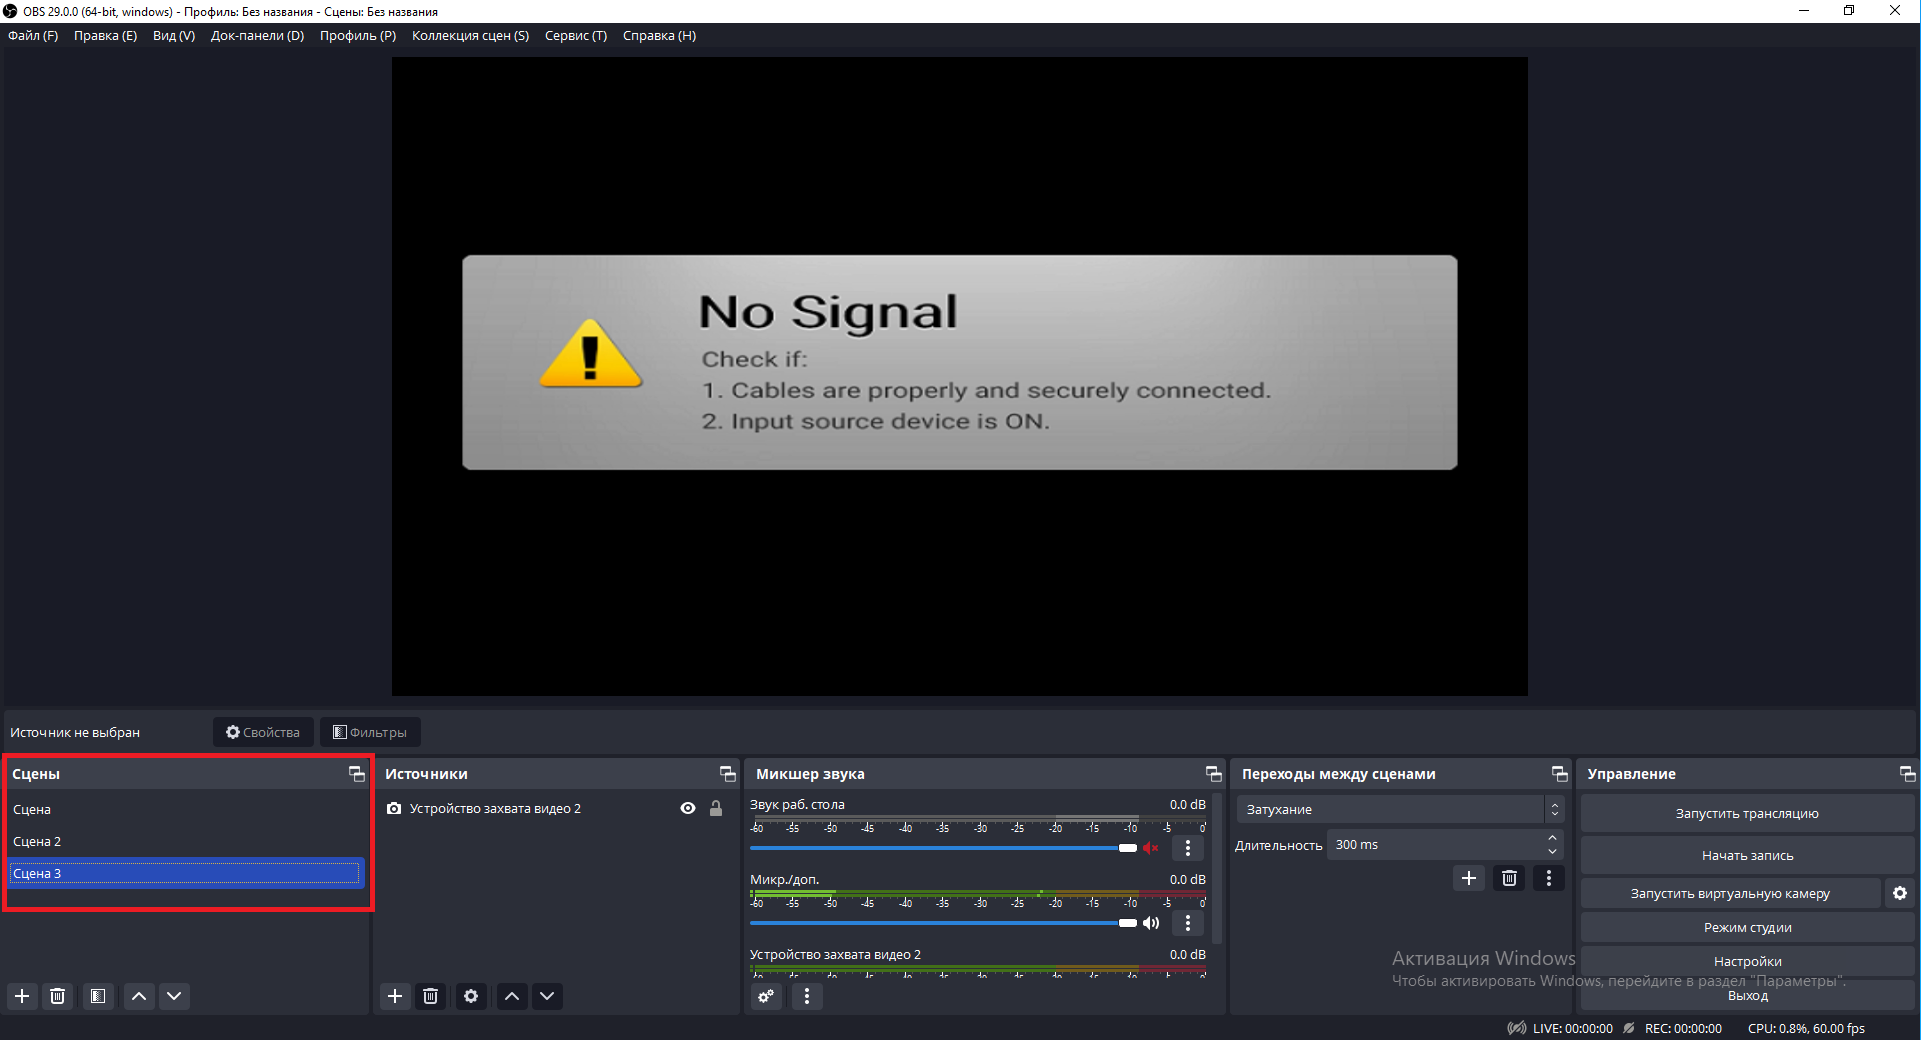 OBS 29.0.0 (64-bit, windows) - Профиль: Без названия - Сцены: Без названия
Файл (F) Правка (E) Вид (V) Док-панели (D) Профиль (P) Коллекция сцен (S) Сервис (T) Справка (H)
No Signal
Check if:
1. Cables are properly and securely connected.
2. Input source device is ON.
Источник не выбран Свойства Фильтры
Сцены
Сцена
Сцена 2
Сцена 3
Источники
Устройство захвата видео 2
Микшер звука
Звук раб. стола 0.0 dB
-60 -55 -50 -45 -40 -35 -30 -25 -20 -15 -10 -5 0
Микр./доп. 0.0 dB
-60 -55 -50 -45 -40 -35 -30 -25 -20 -15 -10 -5 0
Устройство захвата видео 2 0.0 dB
Переходы между сценами
Затухание
Длительность 300 ms
Управление
Запустить трансляцию
Начать запись
Запустить виртуальную камеру
Режим студии
Настройки
Выход
Активация Windows
Чтобы активировать Windows, перейдите в раздел "Параметры".
LIVE: 00:00:00 REC: 00:00:00 CPU: 0.8%, 60.00 fps